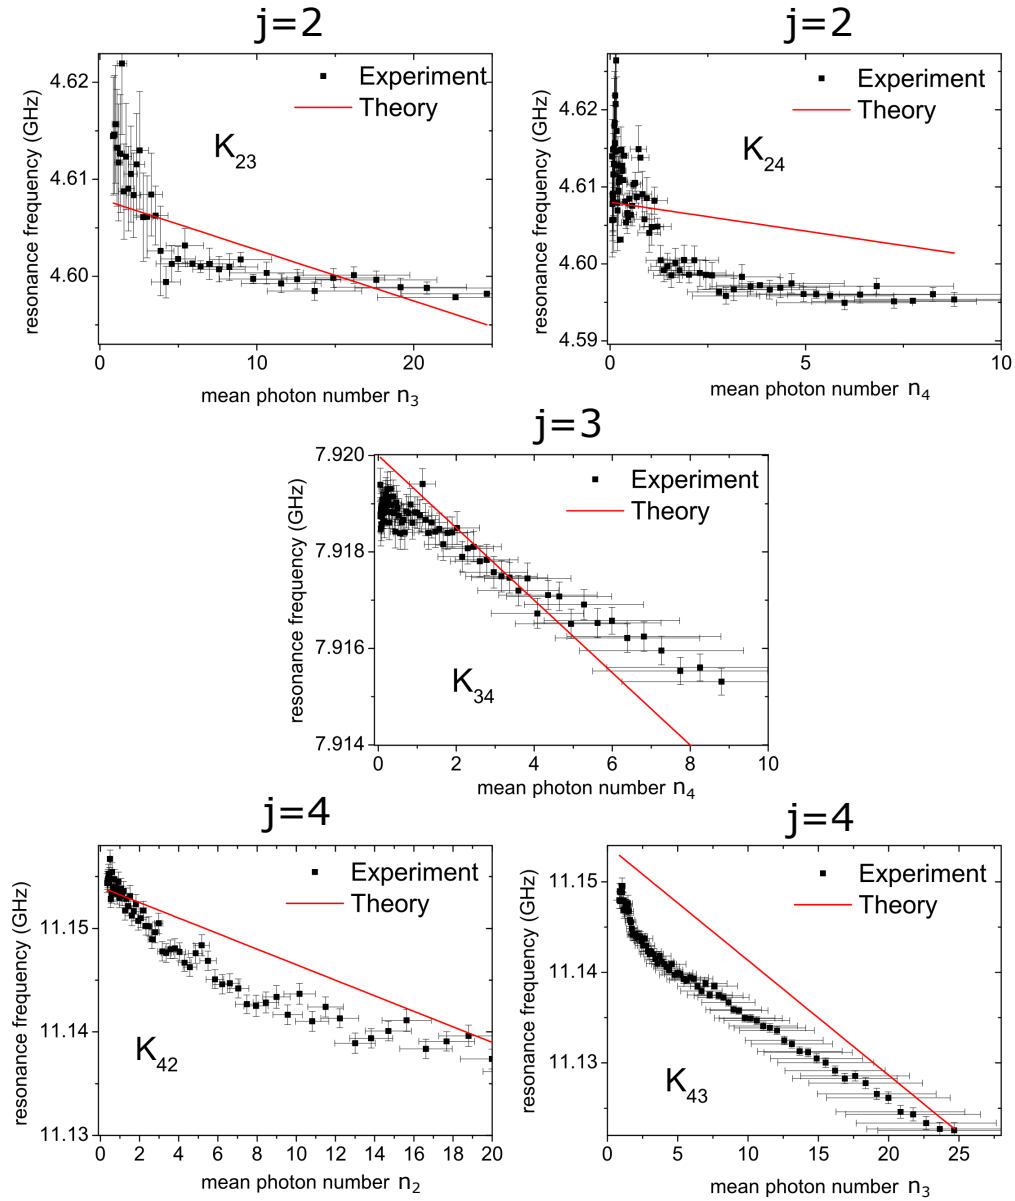 j=2
4.62
4.61
4.60
0
10
20
resonance frequency (GHz)
mean photon number n3
Experiment
Theory
K23
j=2
4.62
4.61
4.60
4.59
0
5
10
resonance frequency (GHz)
mean photon number n4
Experiment
Theory
K24
j=3
7.920
7.918
7.916
7.914
0
2
4
6
8
10
resonance frequency (GHz)
mean photon number n4
Experiment
Theory
K34
j=4
11.15
11.14
11.13
0
2
4
6
8
10
12
14
16
18
20
resonance frequency (GHz)
mean photon number n2
Experiment
Theory
K42
j=4
11.15
11.14
11.13
0
5
10
15
20
25
resonance frequency (GHz)
mean photon number n3
Experiment
Theory
K43